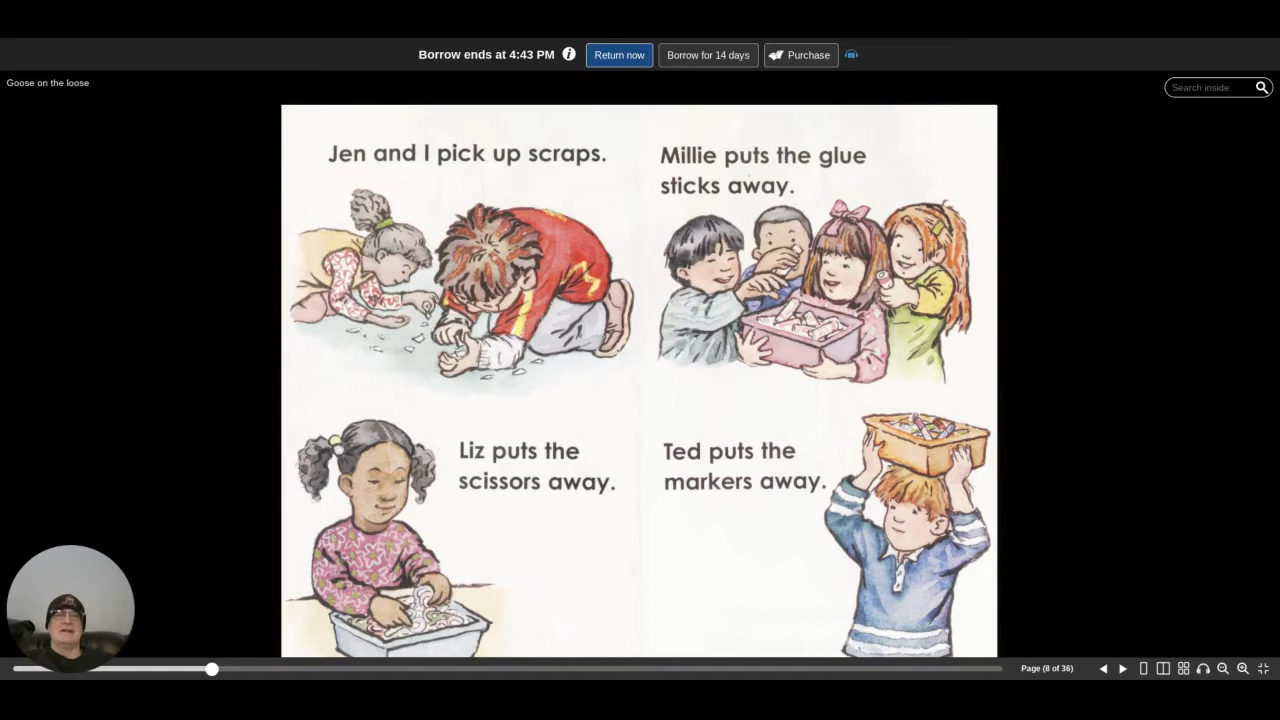 Borrow ends at 4:43 PM
Return now
Borrow for 14 days
Purchase
Goose on the loose
Search inside
Jen and I pick up scraps.
Millie puts the glue
sticks away.
Liz puts the
scissors away.
Ted puts the
markers away.
Page (8 of 36)